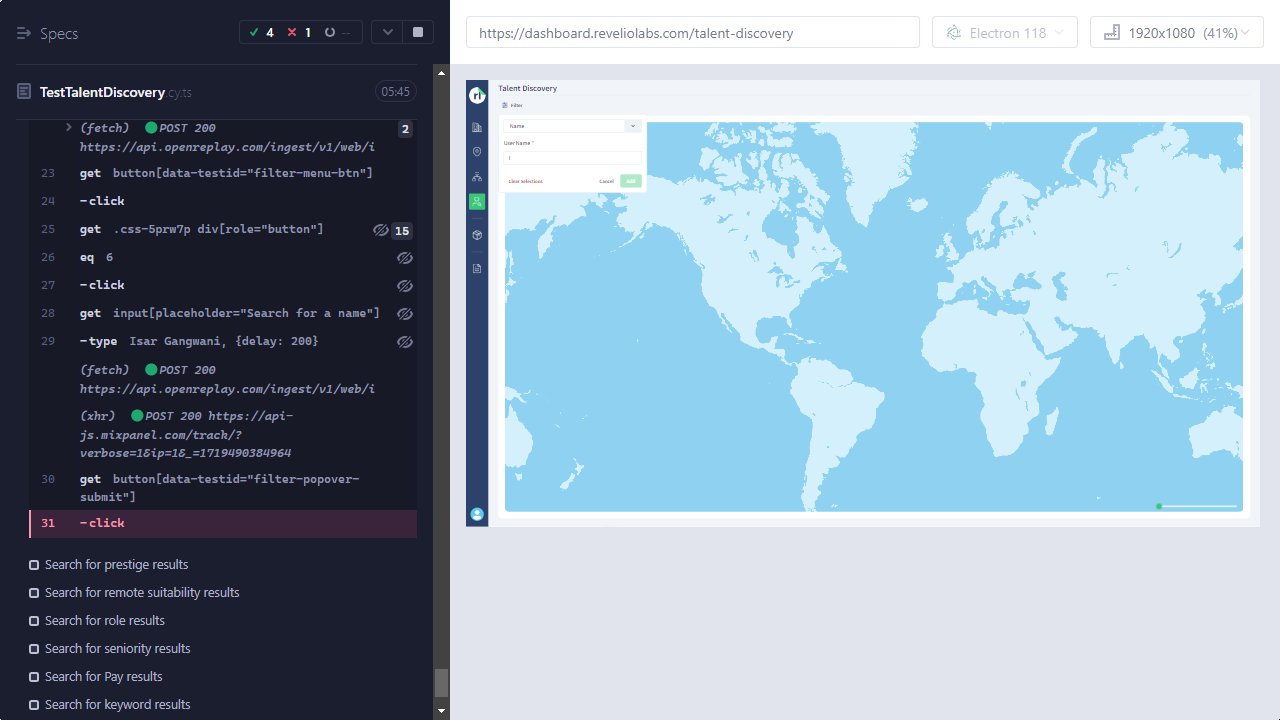 Specs
4 1 --
TestTalentDiscovery.cy.ts 05:45
(fetch) POST 200 2
https://api.openreplay.com/ingest/v1/web/i
23 get button[data-testid="filter-menu-btn"]
24 -click
25 get .css-5prw7p div[role="button"] 15
26 eq 6
27 -click
28 get input[placeholder="Search for a name"]
29 -type Isar Gangwani, {delay: 200}
(fetch) POST 200
https://api.openreplay.com/ingest/v1/web/i
(xhr) POST 200 https://api-
js.mixpanel.com/track/?
verbose=1&ip=1&_=1719490384964
30 get button[data-testid="filter-popover-
submit"]
31 -click
Search for prestige results
Search for remote suitability results
Search for role results
Search for seniority results
Search for Pay results
Search for keyword results
https://dashboard.reveliolabs.com/talent-discovery
Electron 118
1920x1080 (41%)
rl
Talent Discovery
Filter
Name
User Name *
I
Clear Selections Cancel Add